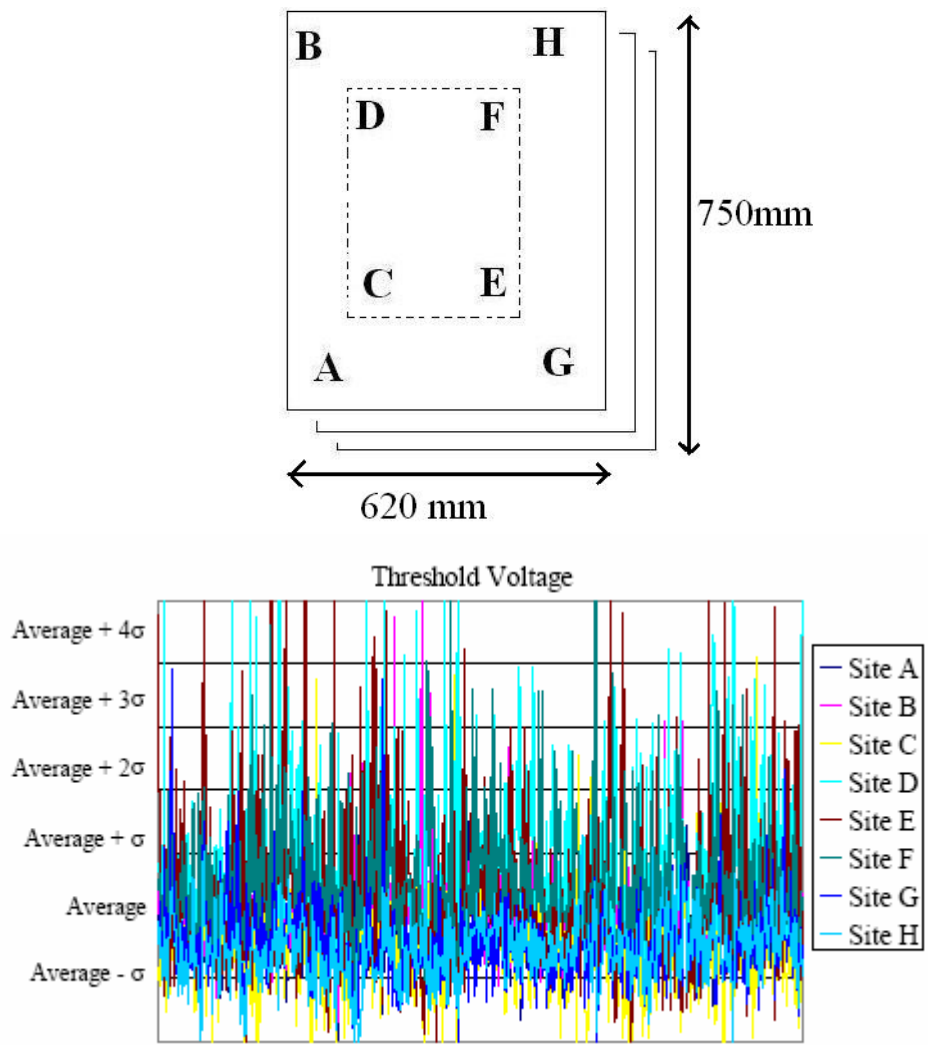 B H
D F
750mm
C E
A G
620 mm
Threshold Voltage
Average + 4σ
Average + 3σ
Average + 2σ
Average + σ
Average
Average - σ
Site A
Site B
Site C
Site D
Site E
Site F
Site G
Site H